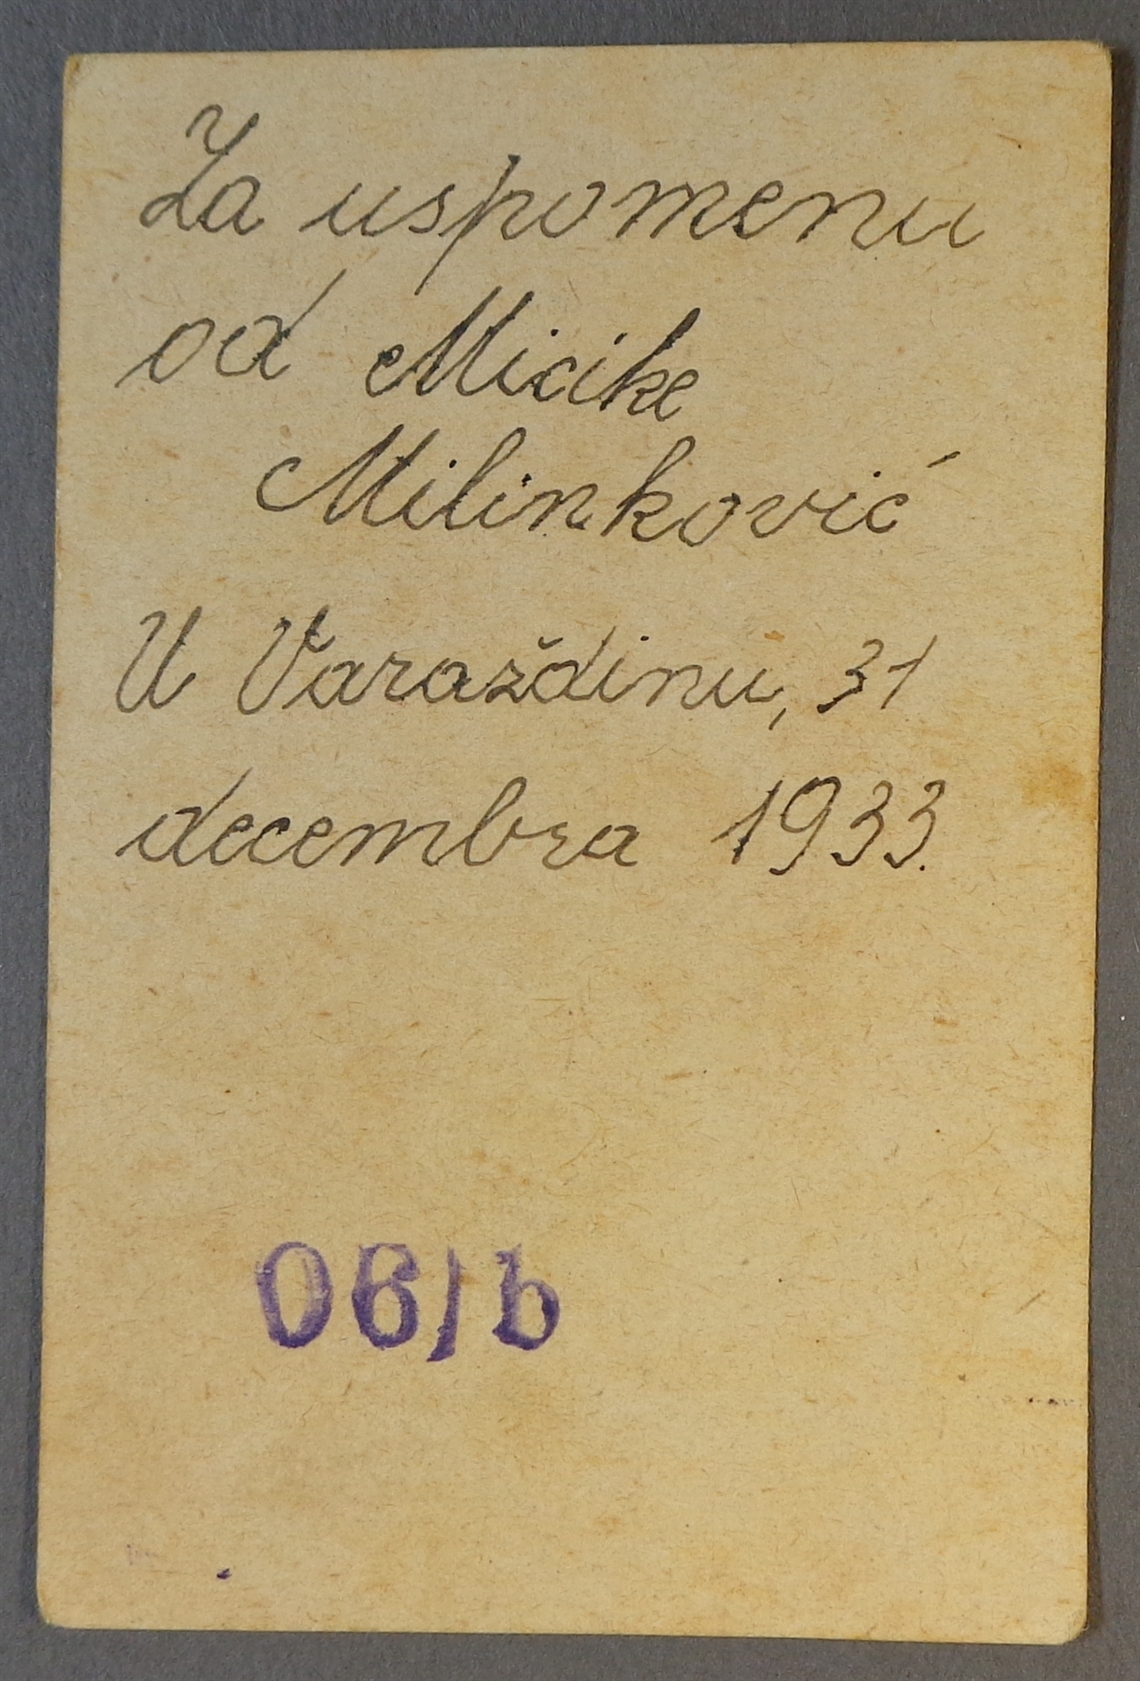 Za uspomenu
od Micike
Milinković
U Varaždinu, 31
decembra 1933.
06/b